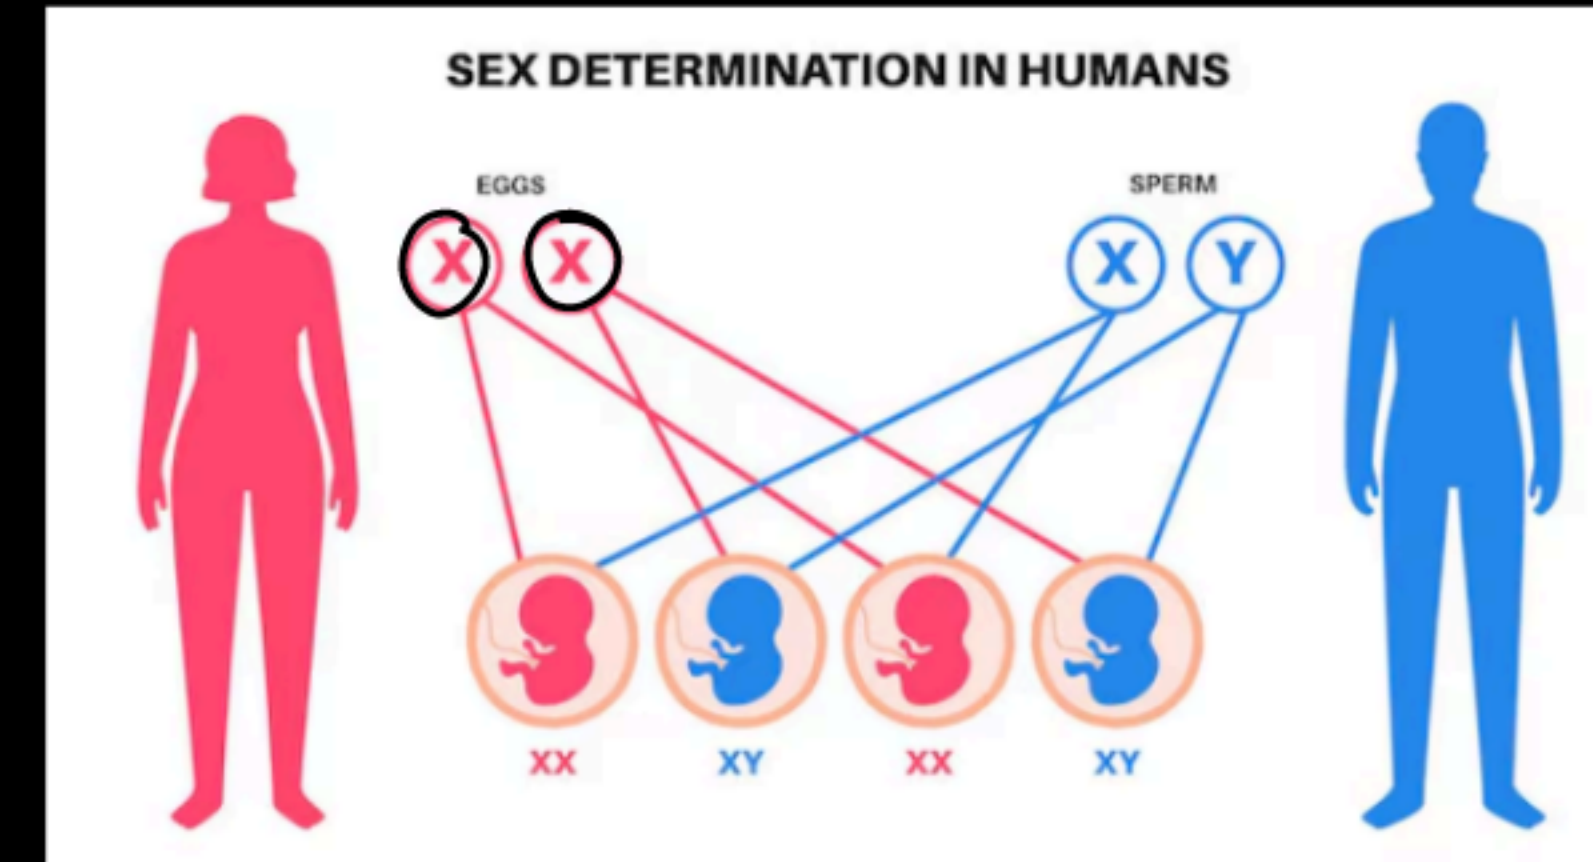 SEX DETERMINATION IN HUMANS
EGGS SPERM
X X X Y
XX XY XX XY